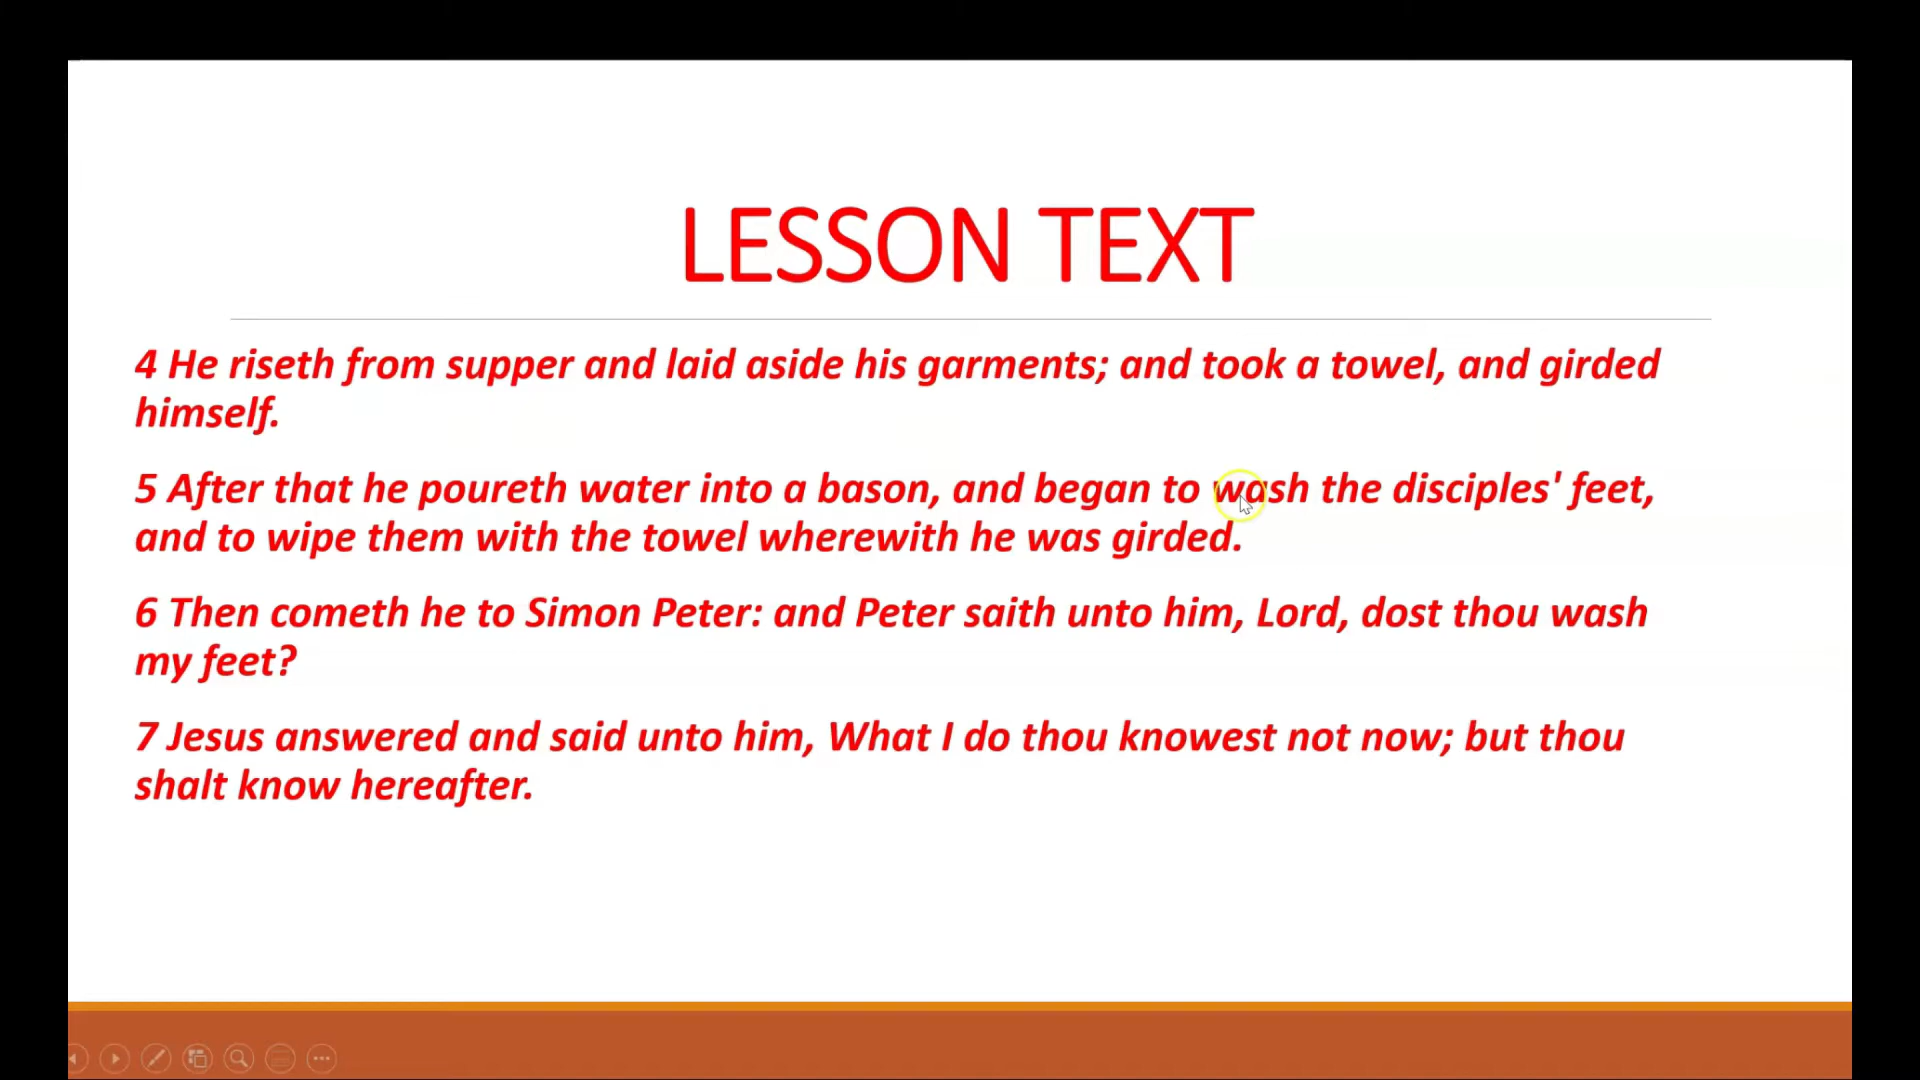 LESSON TEXT
4 He riseth from supper and laid aside his garments; and took a towel, and girded
himself.
5 After that he poureth water into a bason, and began to wash the disciples' feet,
and to wipe them with the towel wherewith he was girded.
6 Then cometh he to Simon Peter: and Peter saith unto him, Lord, dost thou wash
my feet?
7 Jesus answered and said unto him, What I do thou knowest not now; but thou
shalt know hereafter.